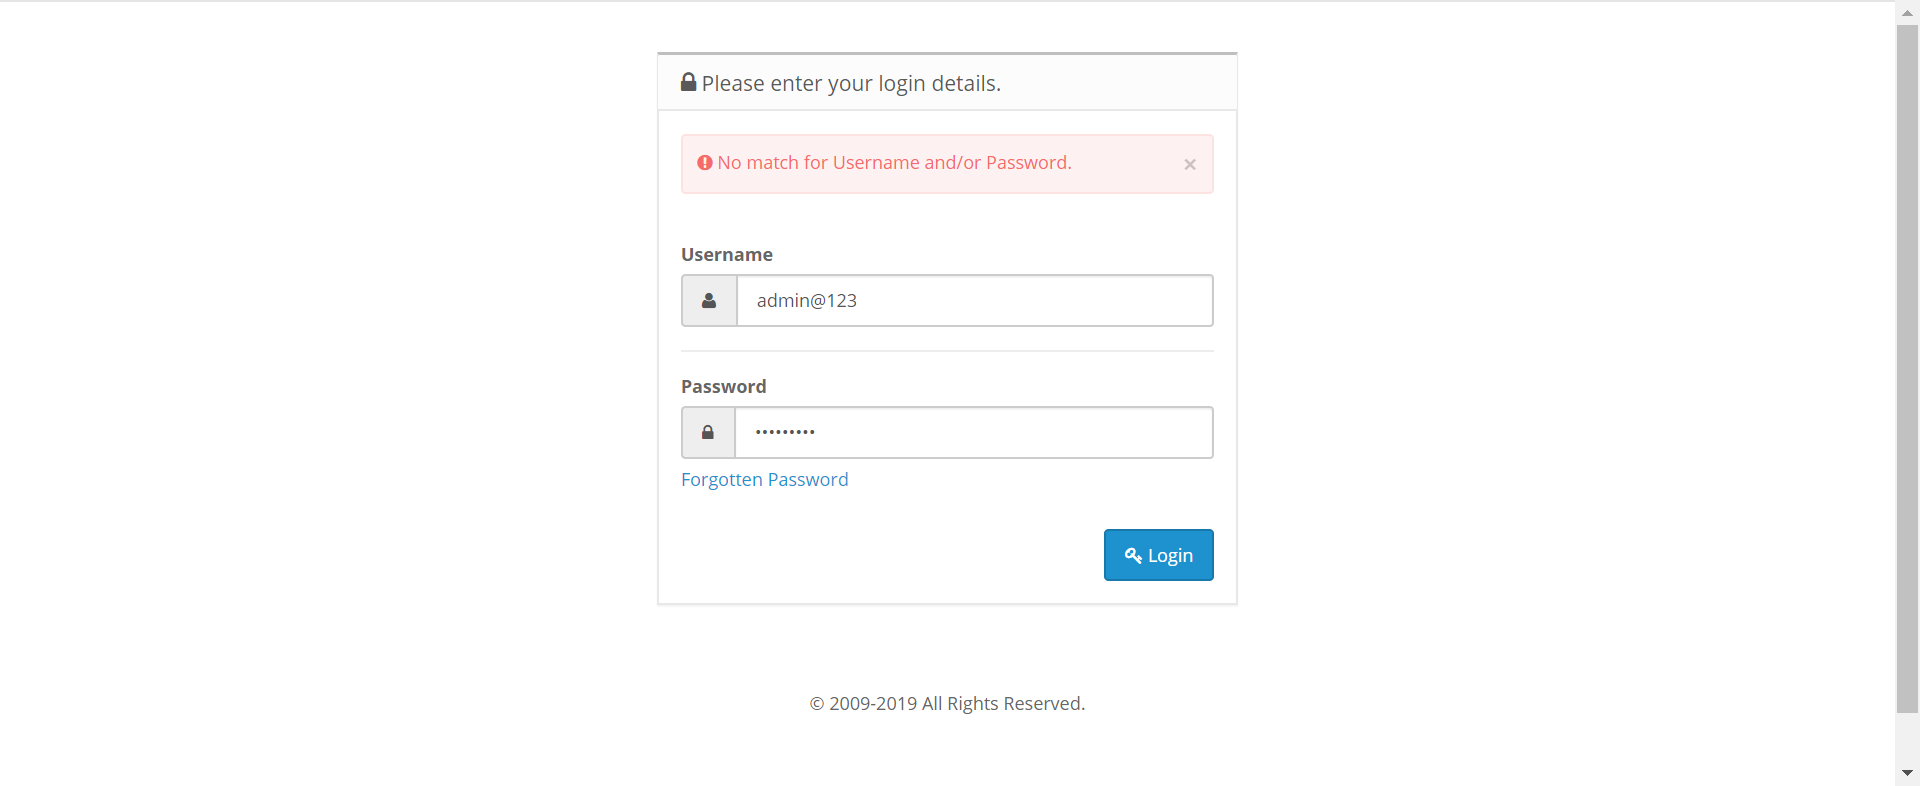 Please enter your login details.
No match for Username and/or Password.
×
Username
admin@123
Password
•••••••••
Forgotten Password
Login
© 2009-2019 All Rights Reserved.